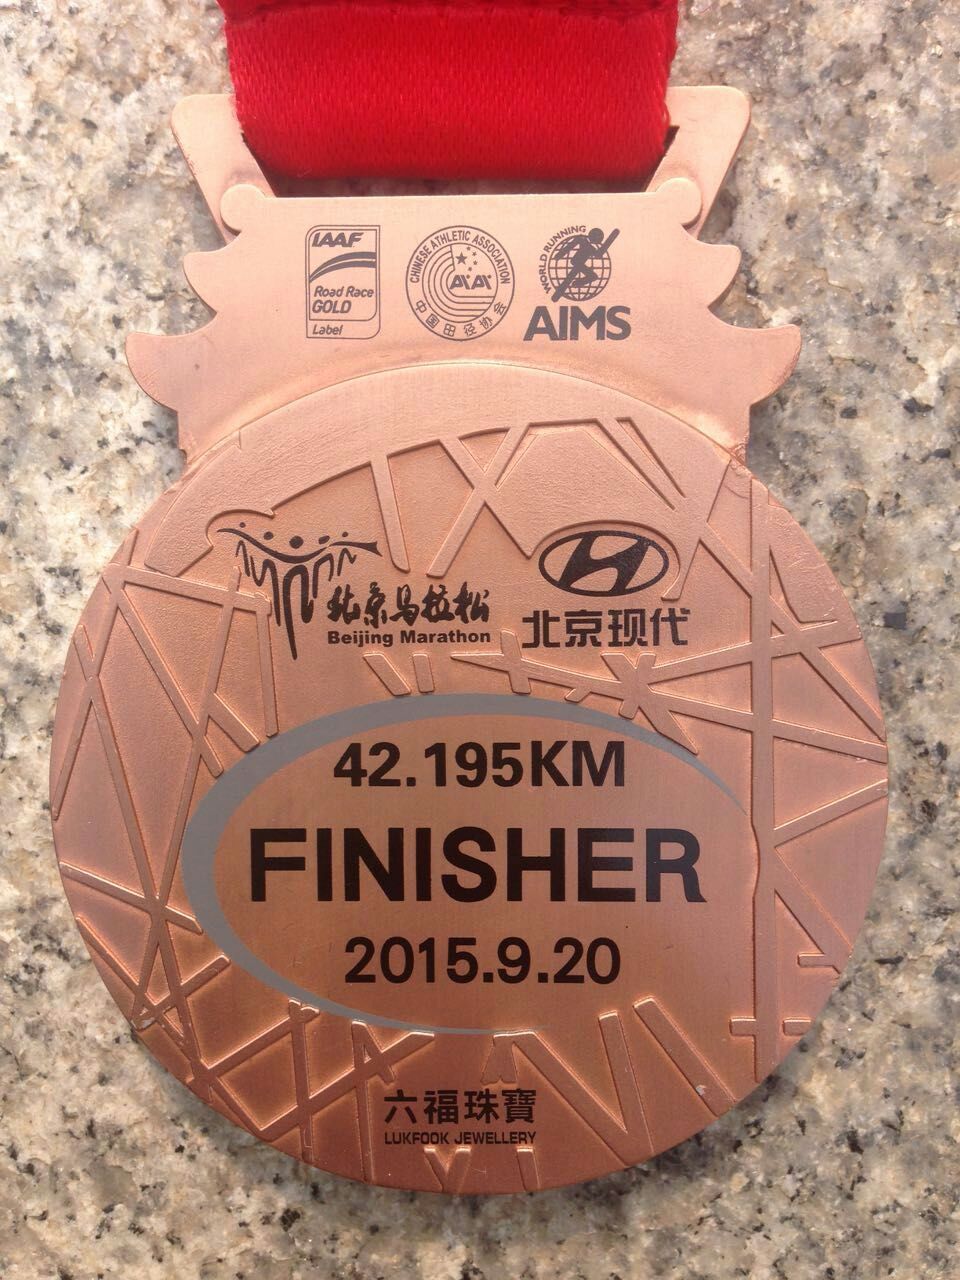 IAAF
Road Race
GOLD
Label
CHINESE ATHLETIC ASSOCIATION
中国田径协会
WORLD RUNNING
AIMS
北京马拉松
Beijing Marathon
北京现代
42.195KM
FINISHER
2015.9.20
六福珠寶
LUKFOOK JEWELLERY